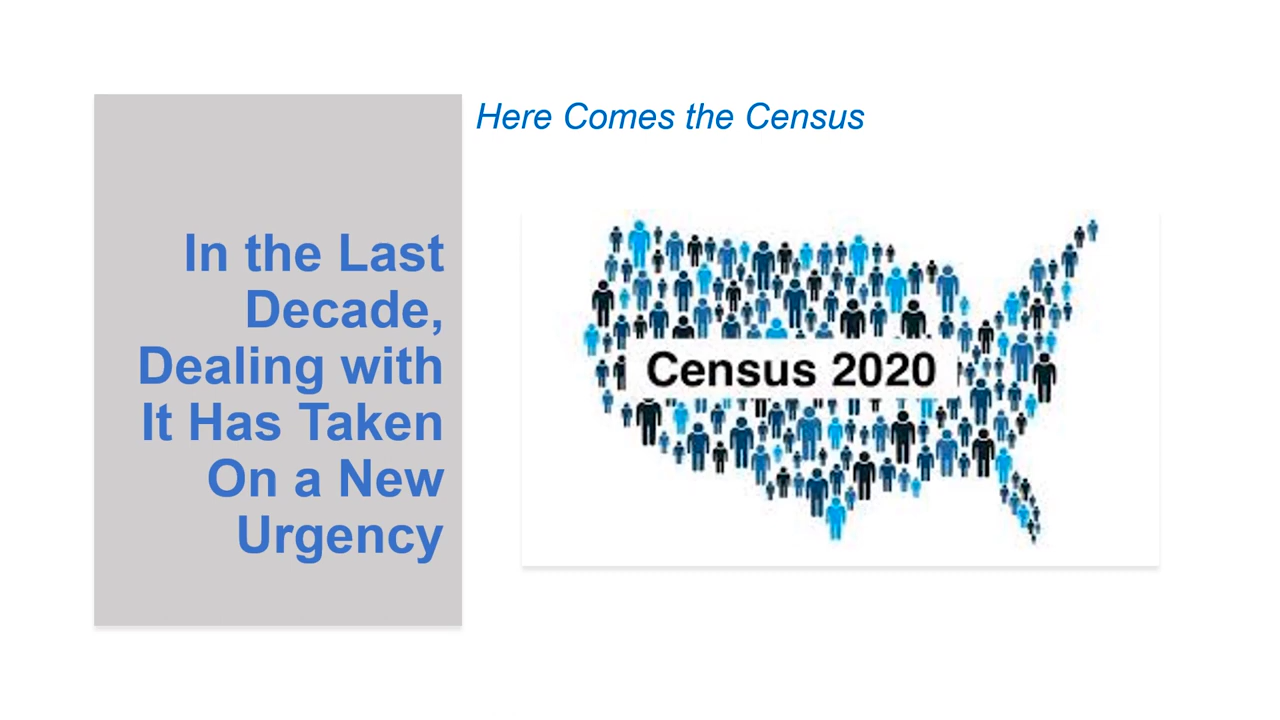 Here Comes the Census
In the Last
Decade,
Dealing with
It Has Taken
On a New
Urgency
Census 2020